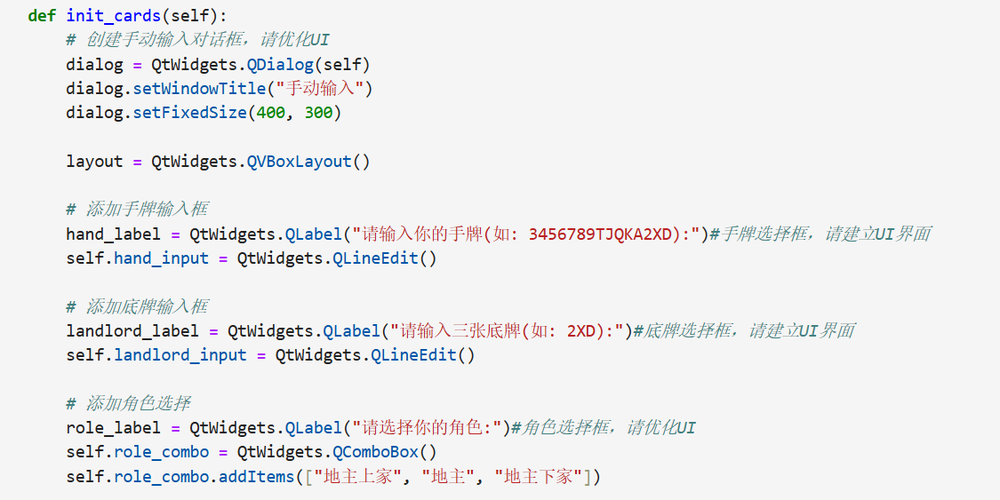 def init_cards(self):
# 创建手动输入对话框，请优化UI
dialog = QtWidgets.QDialog(self)
dialog.setWindowTitle("手动输入")
dialog.setFixedSize(400, 300)
layout = QtWidgets.QVBoxLayout()
# 添加手牌输入框
hand_label = QtWidgets.QLabel("请输入你的手牌(如: 3456789TJQKA2XD):")#手牌选择框，请建立UI界面
self.hand_input = QtWidgets.QLineEdit()
# 添加底牌输入框
landlord_label = QtWidgets.QLabel("请输入三张底牌(如: 2XD):")#底牌选择框，请建立UI界面
self.landlord_input = QtWidgets.QLineEdit()
# 添加角色选择
role_label = QtWidgets.QLabel("请选择你的角色:")#角色选择框，请优化UI
self.role_combo = QtWidgets.QComboBox()
self.role_combo.addItems(["地主上家", "地主", "地主下家"])